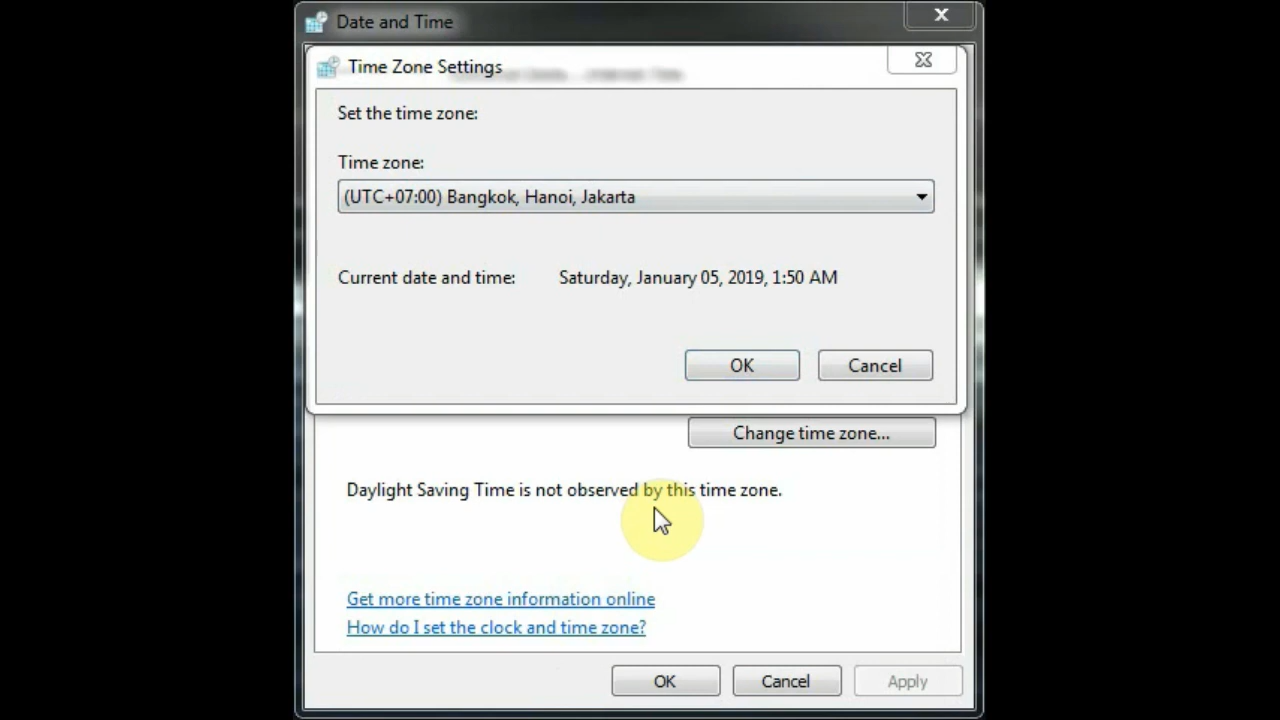 Date and Time
Time Zone Settings
Set the time zone:
Time zone:
(UTC+07:00) Bangkok, Hanoi, Jakarta
Current date and time: Saturday, January 05, 2019, 1:50 AM
OK Cancel
Change time zone...
Daylight Saving Time is not observed by this time zone.
Get more time zone information online
How do I set the clock and time zone?
OK Cancel Apply